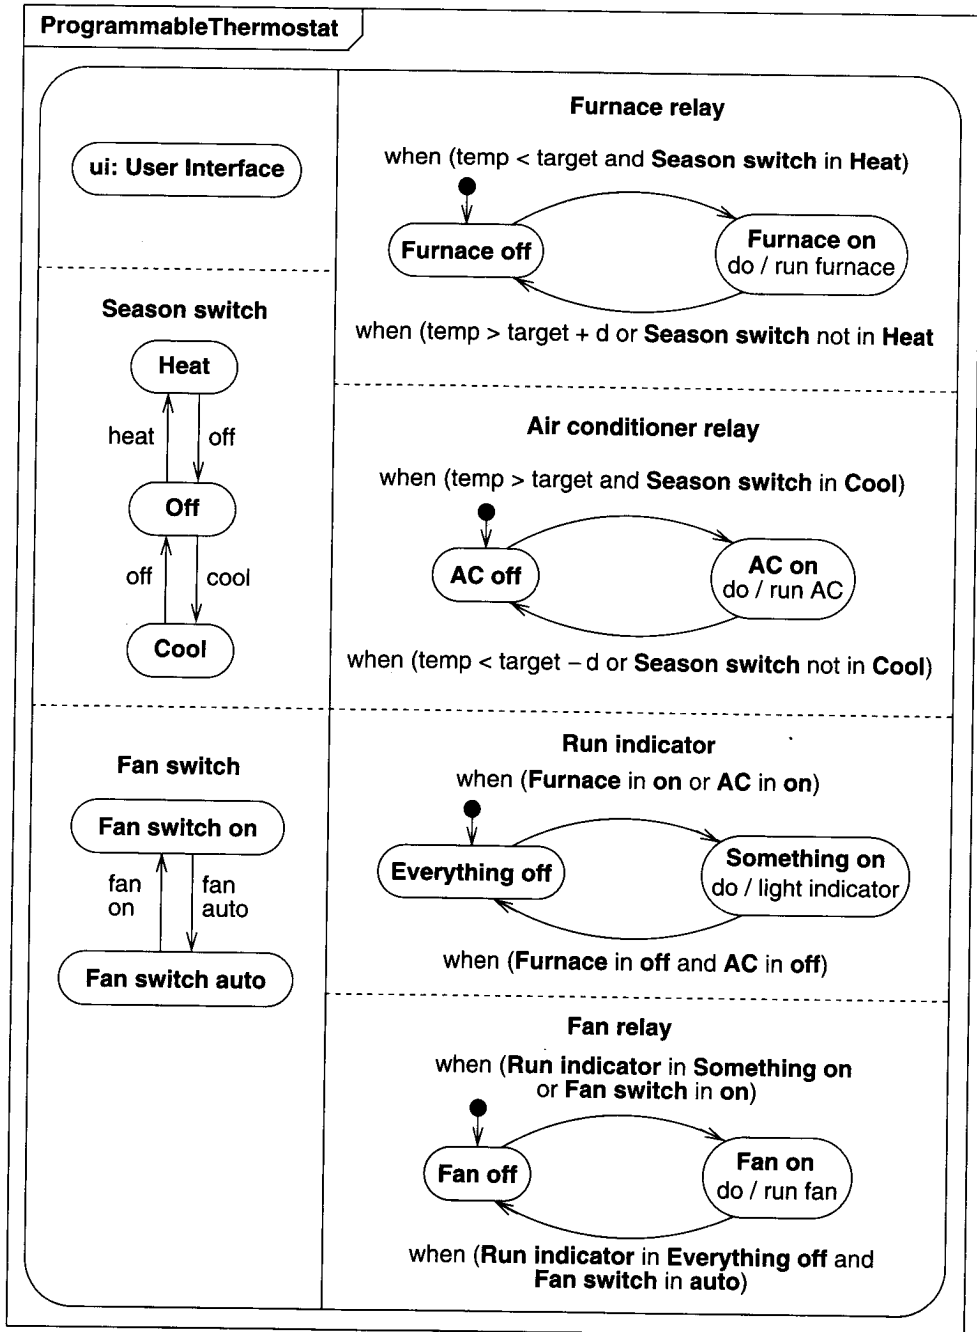 ProgrammableThermostat
ui: User Interface
Season switch
Heat
heat
off
Off
off
cool
Cool
Fan switch
Fan switch on
fan
on
fan
auto
Fan switch auto
Furnace relay
when (temp < target and Season switch in Heat)
Furnace off
Furnace on
do / run furnace
when (temp > target + d or Season switch not in Heat
Air conditioner relay
when (temp > target and Season switch in Cool)
AC off
AC on
do / run AC
when (temp < target – d or Season switch not in Cool)
Run indicator
when (Furnace in on or AC in on)
Everything off
Something on
do / light indicator
when (Furnace in off and AC in off)
Fan relay
when (Run indicator in Something on
or Fan switch in on)
Fan off
Fan on
do / run fan
when (Run indicator in Everything off and
Fan switch in auto)